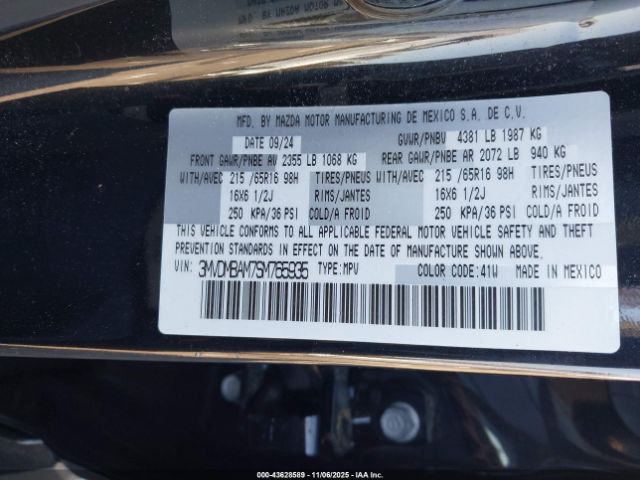 MFD. BY MAZDA MOTOR MANUFACTURING DE MEXICO S.A. DE C.V.
DATE 09/24 GVWR/PNBV 4381 LB 1987 KG
FRONT GAWR/PNBE AV 2355 LB 1068 KG REAR GAWR/PNBE AR 2072 LB 940 KG
WITH/AVEC 215 /65R16 98H TIRES/PNEUS WITH/AVEC 215 /65R16 98H TIRES/PNEUS
16X6 1/2J RIMS/JANTES 16X6 1/2J RIMS/JANTES
250 KPA/36 PSI COLD/A FROID 250 KPA/36 PSI COLD/A FROID
THIS VEHICLE CONFORMS TO ALL APPLICABLE FEDERAL MOTOR VEHICLE SAFETY AND THEFT
PREVENTION STANDARDS IN EFFECT ON THE DATE OF MANUFACTURE SHOWN ABOVE.
VIN: 3MVDMBAM7SM765935 TYPE:MPV COLOR CODE:41W MADE IN MEXICO
000-43628589 11/06/2025 IAA Inc.